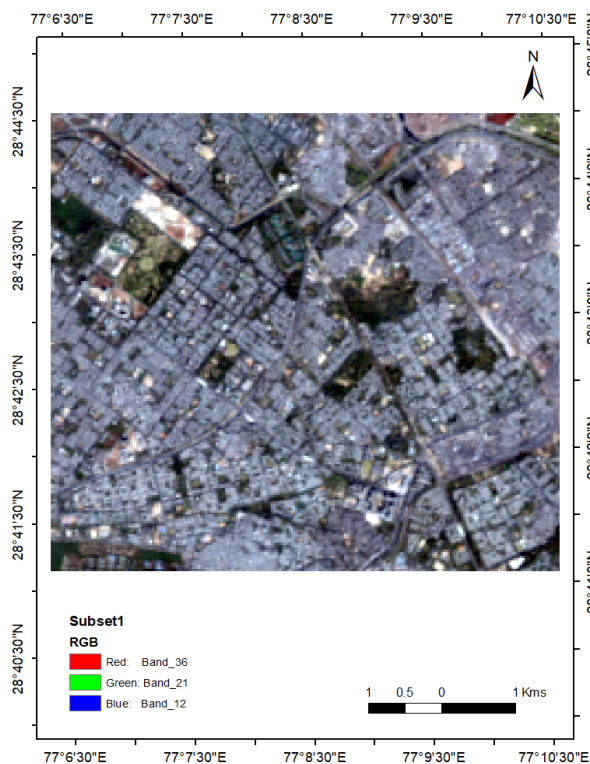 77°6'30"E 77°7'30"E 77°8'30"E 77°9'30"E 77°10'30"E
N
28°44'30"N
28°43'30"N
28°42'30"N
28°41'30"N
28°40'30"N
Subset1
RGB
Red: Band_36
Green: Band_21
Blue: Band_12
1 0.5 0 1 Kms
77°6'30"E 77°7'30"E 77°8'30"E 77°9'30"E 77°10'30"E